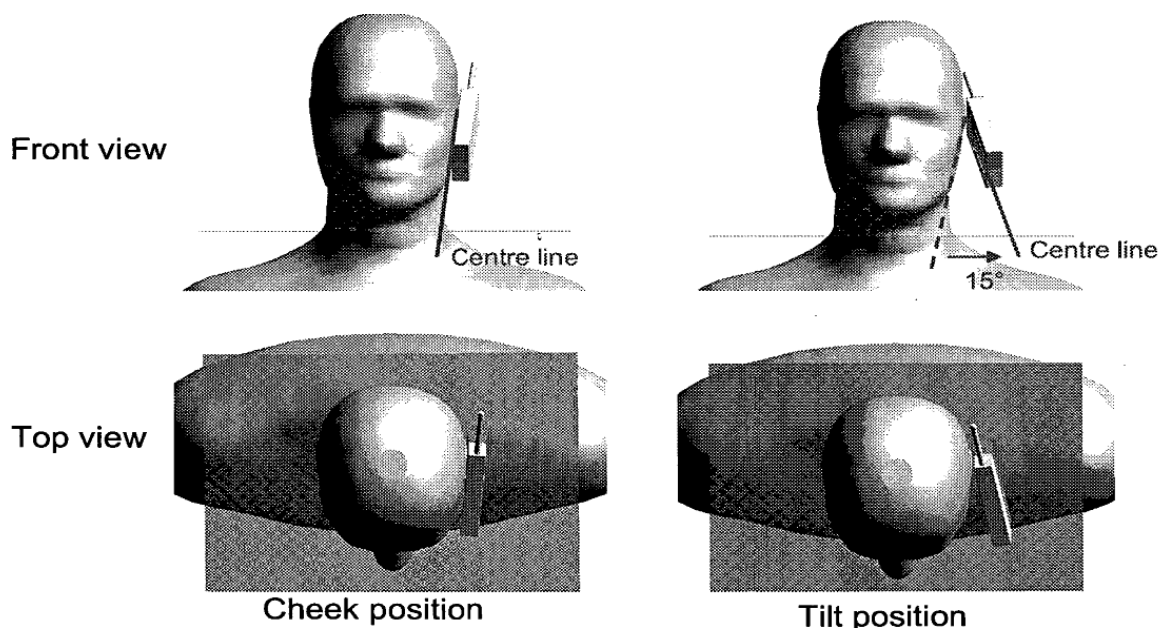 Front view
Centre line
Centre line
15°
Top view
Cheek position
Tilt position